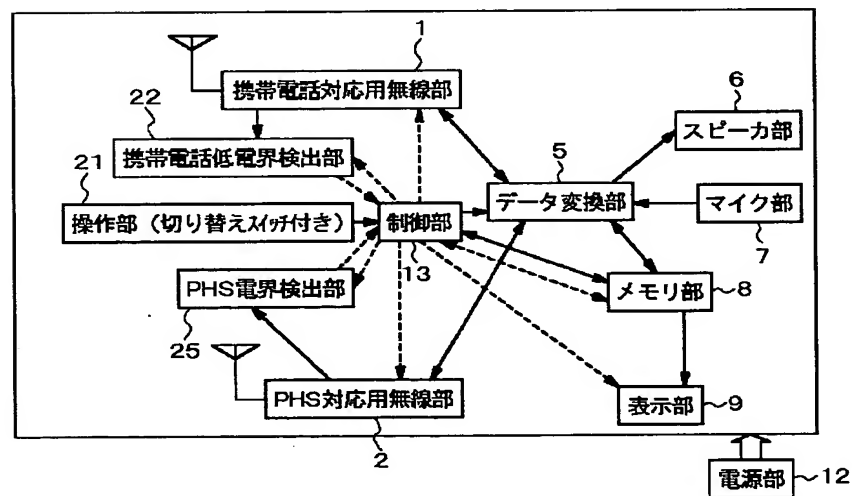 1
携帯電話対応用無線部
6
スピーカ部
22
携帯電話低電界検出部
5
データ変換部
21
操作部（切り替えスイッチ付き）
制御部
13
マイク部
7
PHS電界検出部
25
メモリ部
8
PHS対応用無線部
2
表示部
9
電源部
12